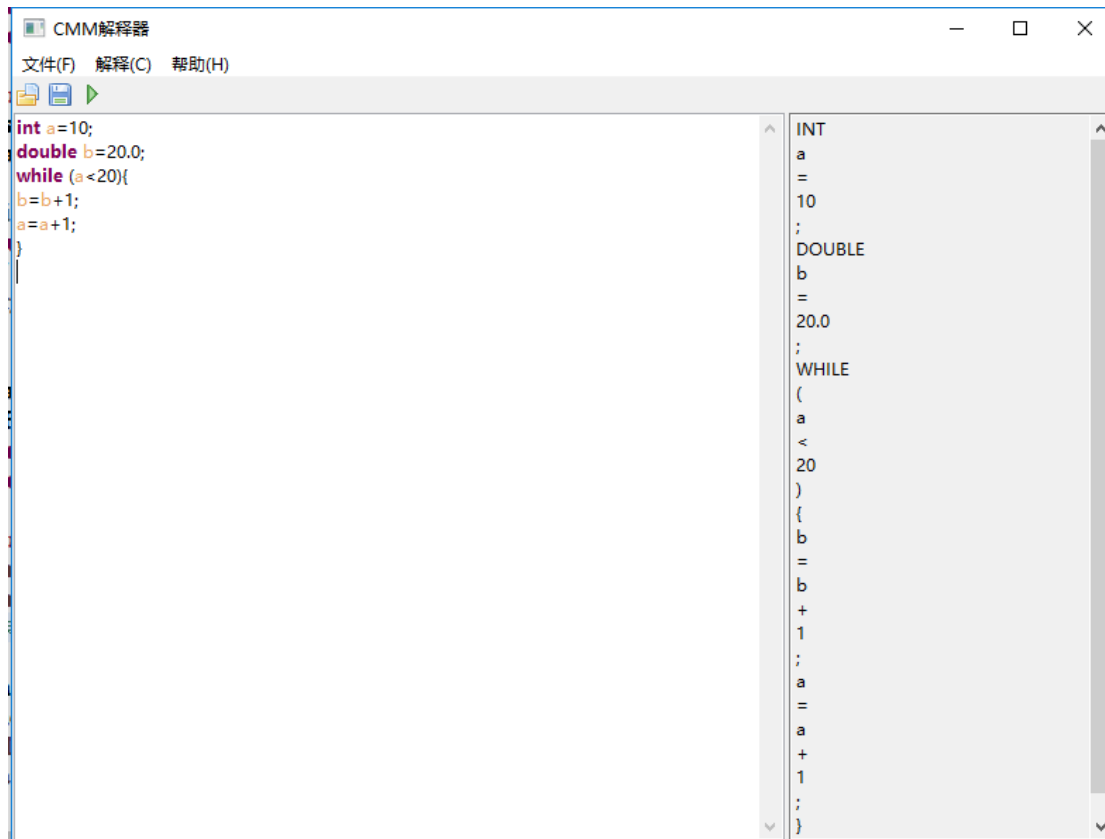 CMM解释器
文件(F) 解释(C) 帮助(H)
int a=10;
double b=20.0;
while (a<20){
b=b+1;
a=a+1;
}
INT
a
=
10
;
DOUBLE
b
=
20.0
;
WHILE
(
a
<
20
)
{
b
=
b
+
1
;
a
=
a
+
1
;
}